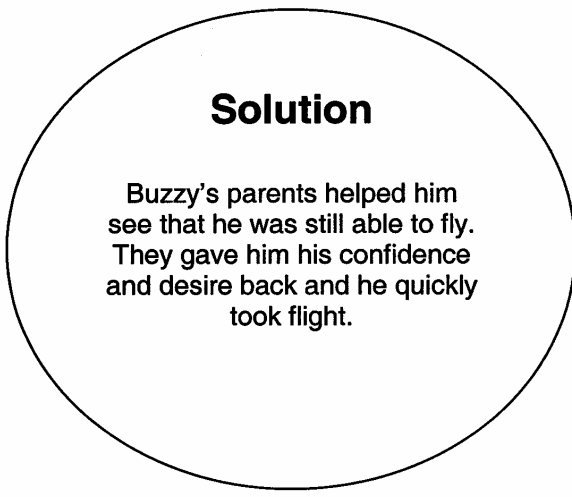 Solution
Buzzy's parents helped him
see that he was still able to fly.
They gave him his confidence
and desire back and he quickly
took flight.